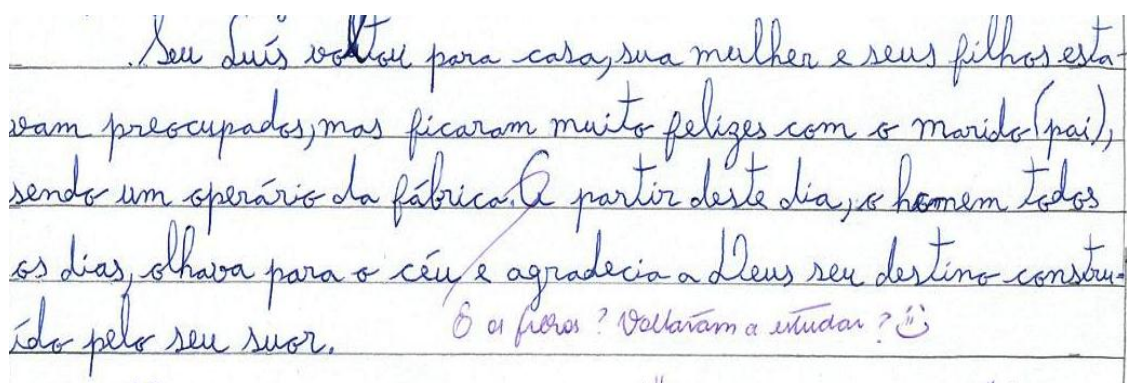 Seu Luís voltou para casa, sua mulher e seus filhos esta-
vam preocupados, mas ficaram muito felizes com o marido (pai),
sendo um operário da fábrica. A partir deste dia, o homem todos
os dias, olhava para o céu e agradecia a Deus seu destino constru-
ído pelo seu suor.
E os filhos? Voltaram a estudar?